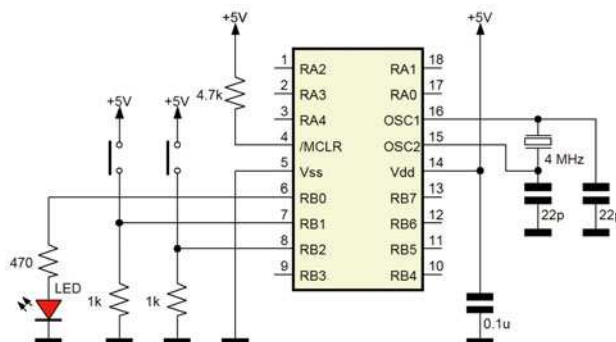 +5V
+5V
4.7k
+5V
+5V
1 RA2 RA1 18
2 RA3 RA0 17
3 RA4 OSC1 16
4 /MCLR OSC2 15
5 Vss Vdd 14
6 RB0 RB7 13
7 RB1 RB6 12
8 RB2 RB5 11
9 RB3 RB4 10
4 MHz
22p
22p
470
LED
1k
1k
0.1u